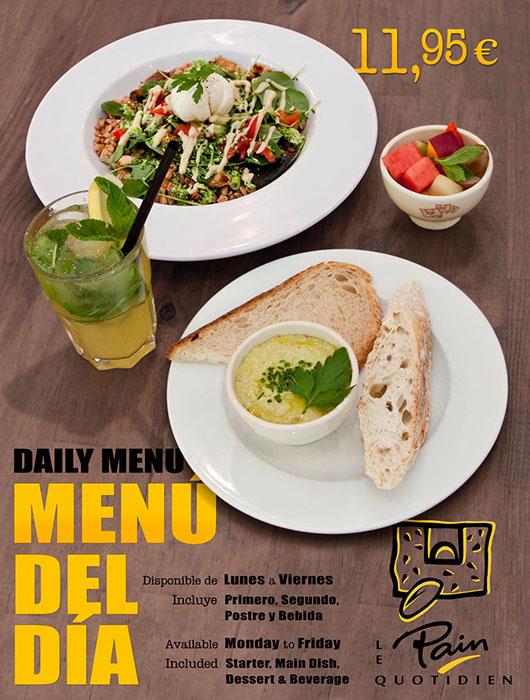 11,95 €
DAILY MENU
MENÚ
DEL
DÍA
Disponible de Lunes a Viernes
Incluye Primero, Segundo,
Postre y Bebida
Available Monday to Friday
Included Starter, Main Dish,
Dessert & Beverage
LE Pain
QUOTIDIEN